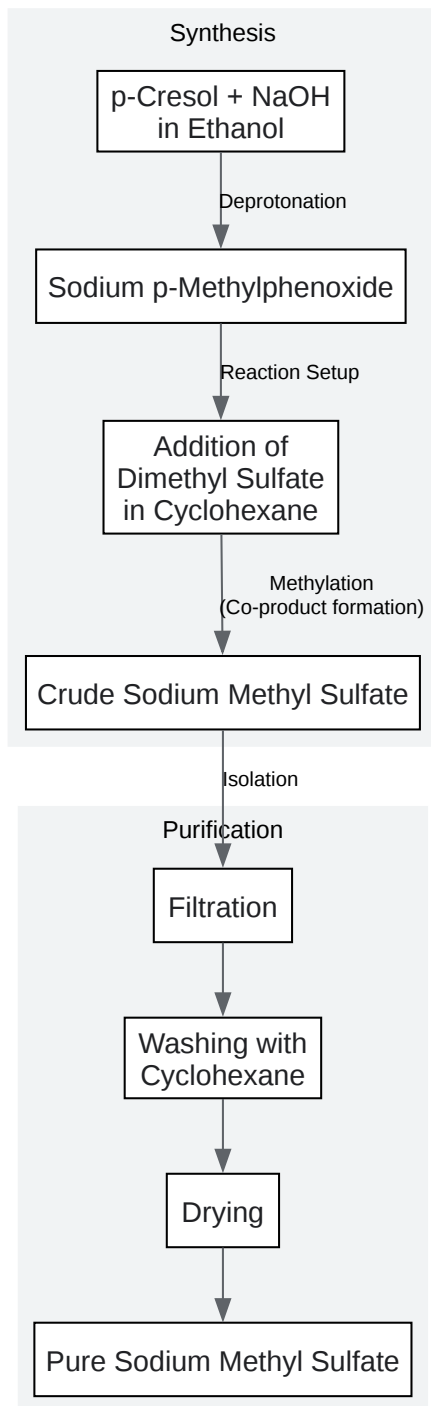 Synthesis
p-Cresol + NaOH
in Ethanol
Deprotonation
Sodium p-Methylphenoxide
Reaction Setup
Addition of
Dimethyl Sulfate
in Cyclohexane
Methylation
(Co-product formation)
Crude Sodium Methyl Sulfate
Isolation
Purification
Filtration
Washing with
Cyclohexane
Drying
Pure Sodium Methyl Sulfate